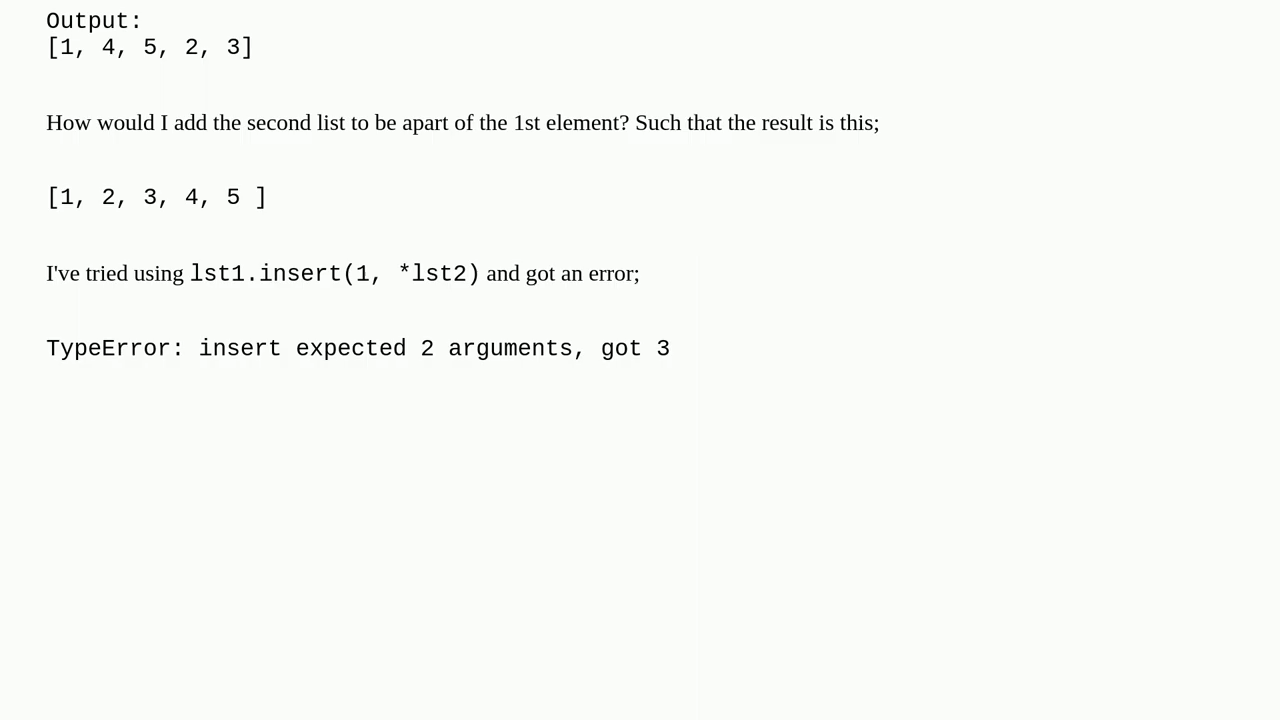 Output:
[1, 4, 5, 2, 3]
How would I add the second list to be apart of the 1st element? Such that the result is this;
[1, 2, 3, 4, 5 ]
I've tried using lst1.insert(1, *lst2) and got an error;
TypeError: insert expected 2 arguments, got 3